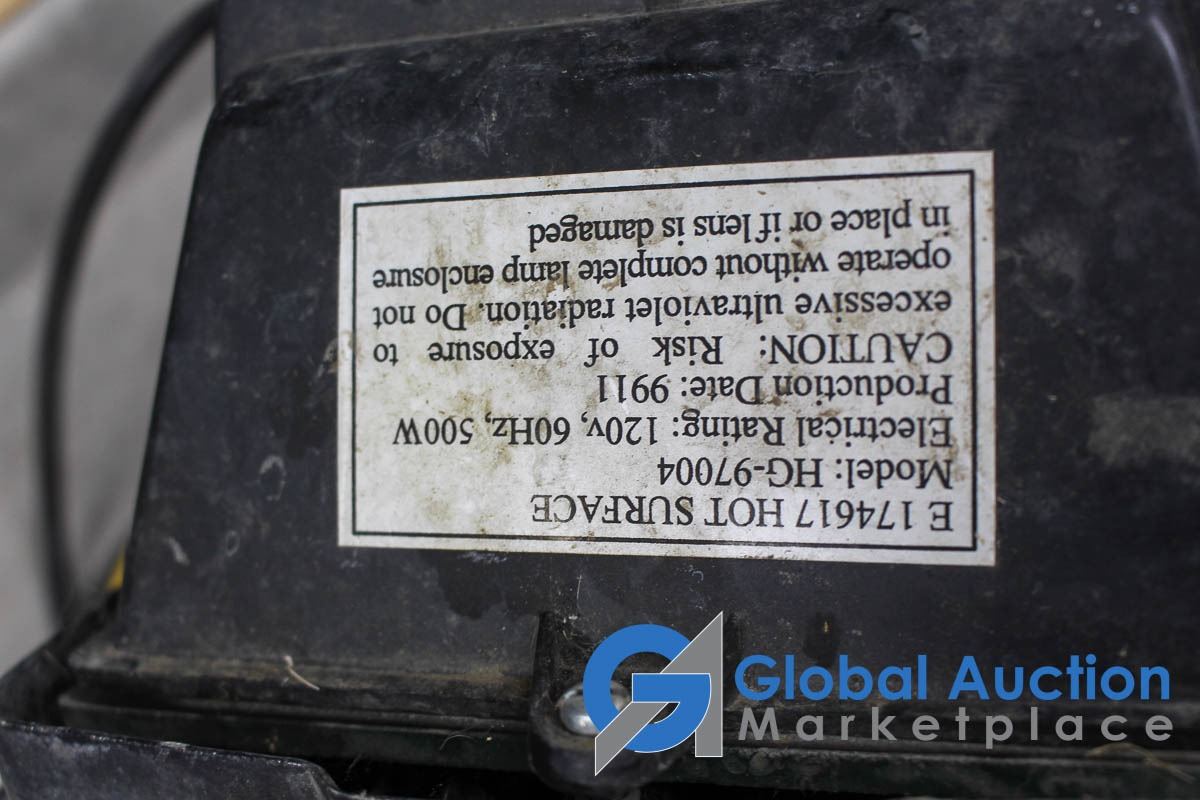 E 174617 HOT SURFACE
Model: HG-97004
Electrical Rating: 120v, 60Hz, 500W
Production Date: 9911
CAUTION: Risk of exposure to
excessive ultraviolet radiation. Do not
operate without complete lamp enclosure
in place or if lens is damaged
GA Global Auction
Marketplace